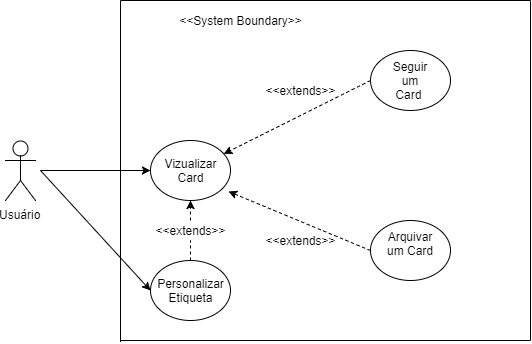 <<System Boundary>>
Seguir
um
Card
<<extends>>
Vizualizar
Card
Usuário
<<extends>>
<<extends>>
Arquivar
um Card
Personalizar
Etiqueta